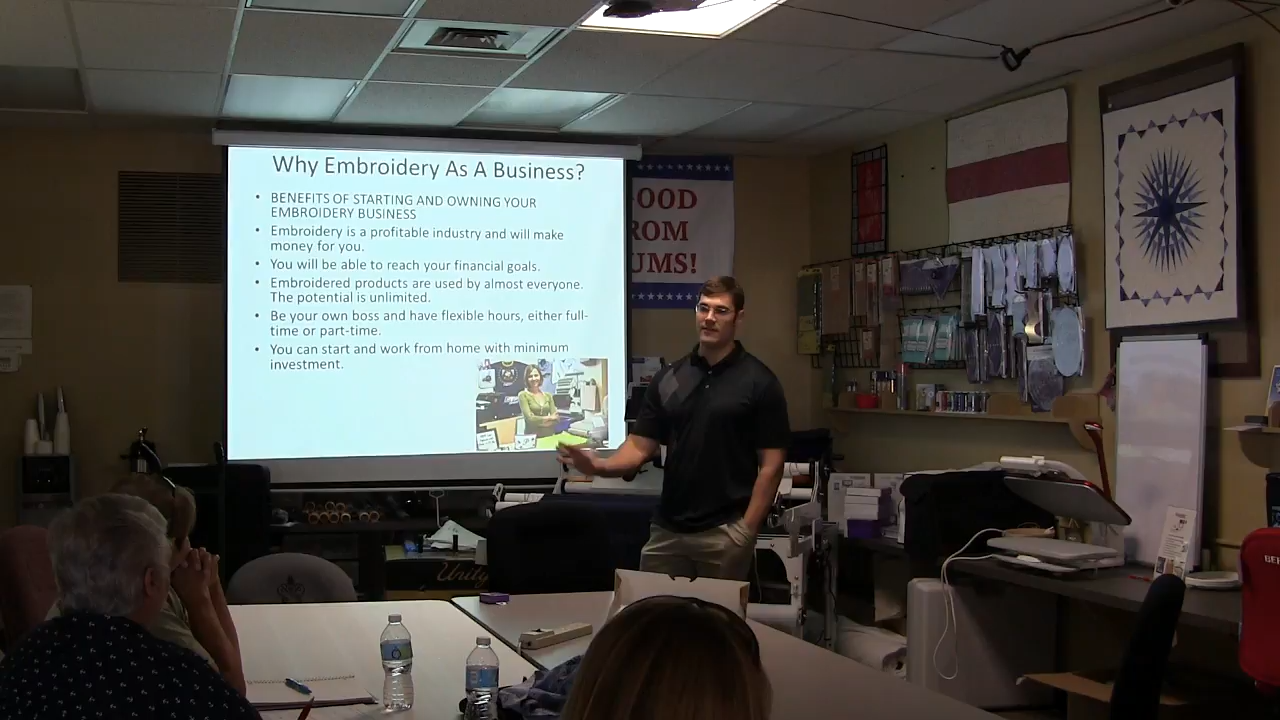 Why Embroidery As A Business?
• BENEFITS OF STARTING AND OWNING YOUR
EMBROIDERY BUSINESS
• Embroidery is a profitable industry and will make
money for you.
• You will be able to reach your financial goals.
• Embroidered products are used by almost everyone.
The potential is unlimited.
• Be your own boss and have flexible hours, either full-
time or part-time.
• You can start and work from home with minimum
investment.
OOD
ROM
UMS!
Unity
BER